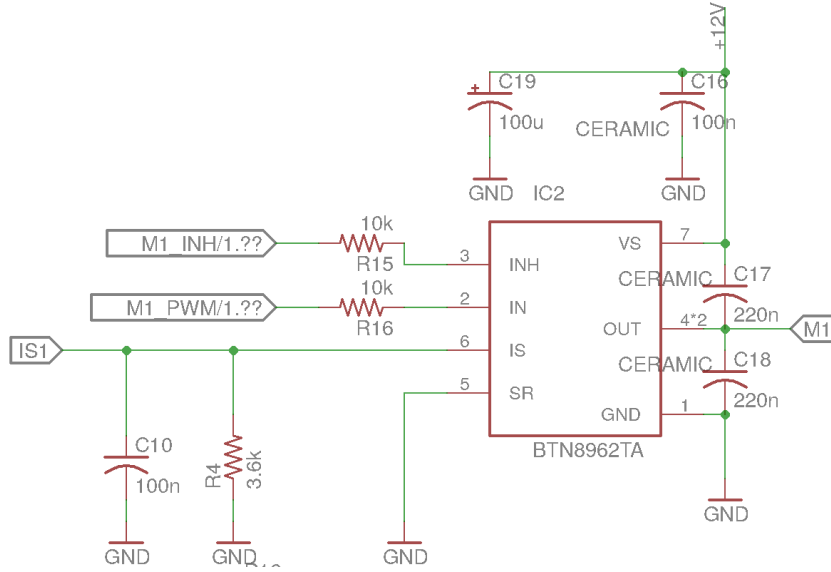 +12V
C19
100u
C16
CERAMIC
100n
GND
GND
IC2
10k
M1_INH/1.??
R15
3
INH
VS
7
CERAMIC
C17
220n
10k
M1_PWM/1.??
R16
2
IN
OUT
4*2
M1
IS1
6
IS
CERAMIC
C18
220n
5
SR
GND
1
BTN8962TA
C10
100n
R4
3.6k
GND
GND
GND
GND